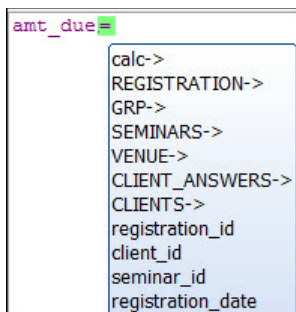 amt_due=
calc->
REGISTRATION->
GRP->
SEMINARS->
VENUE->
CLIENT_ANSWERS->
CLIENTS->
registration_id
client_id
seminar_id
registration_date